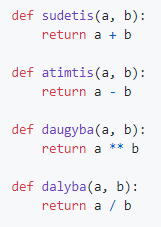 def sudetis(a, b):
    return a + b

def atimtis(a, b):
    return a - b

def daugyba(a, b):
    return a ** b

def dalyba(a, b):
    return a / b